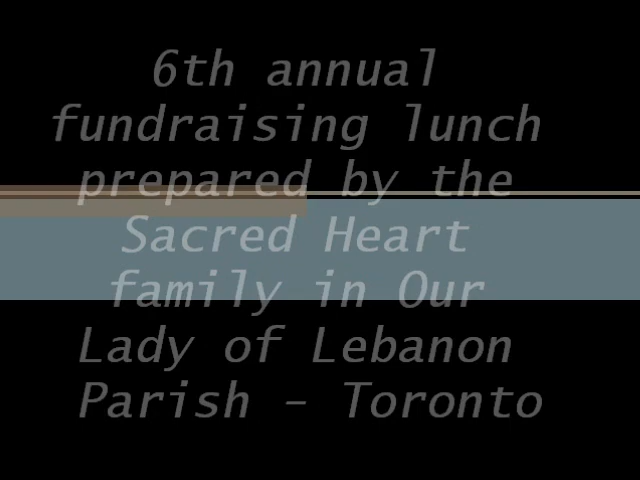 6th annual
fundraising lunch
prepared by the
Sacred Heart
family in Our
Lady of Lebanon
Parish – Toronto